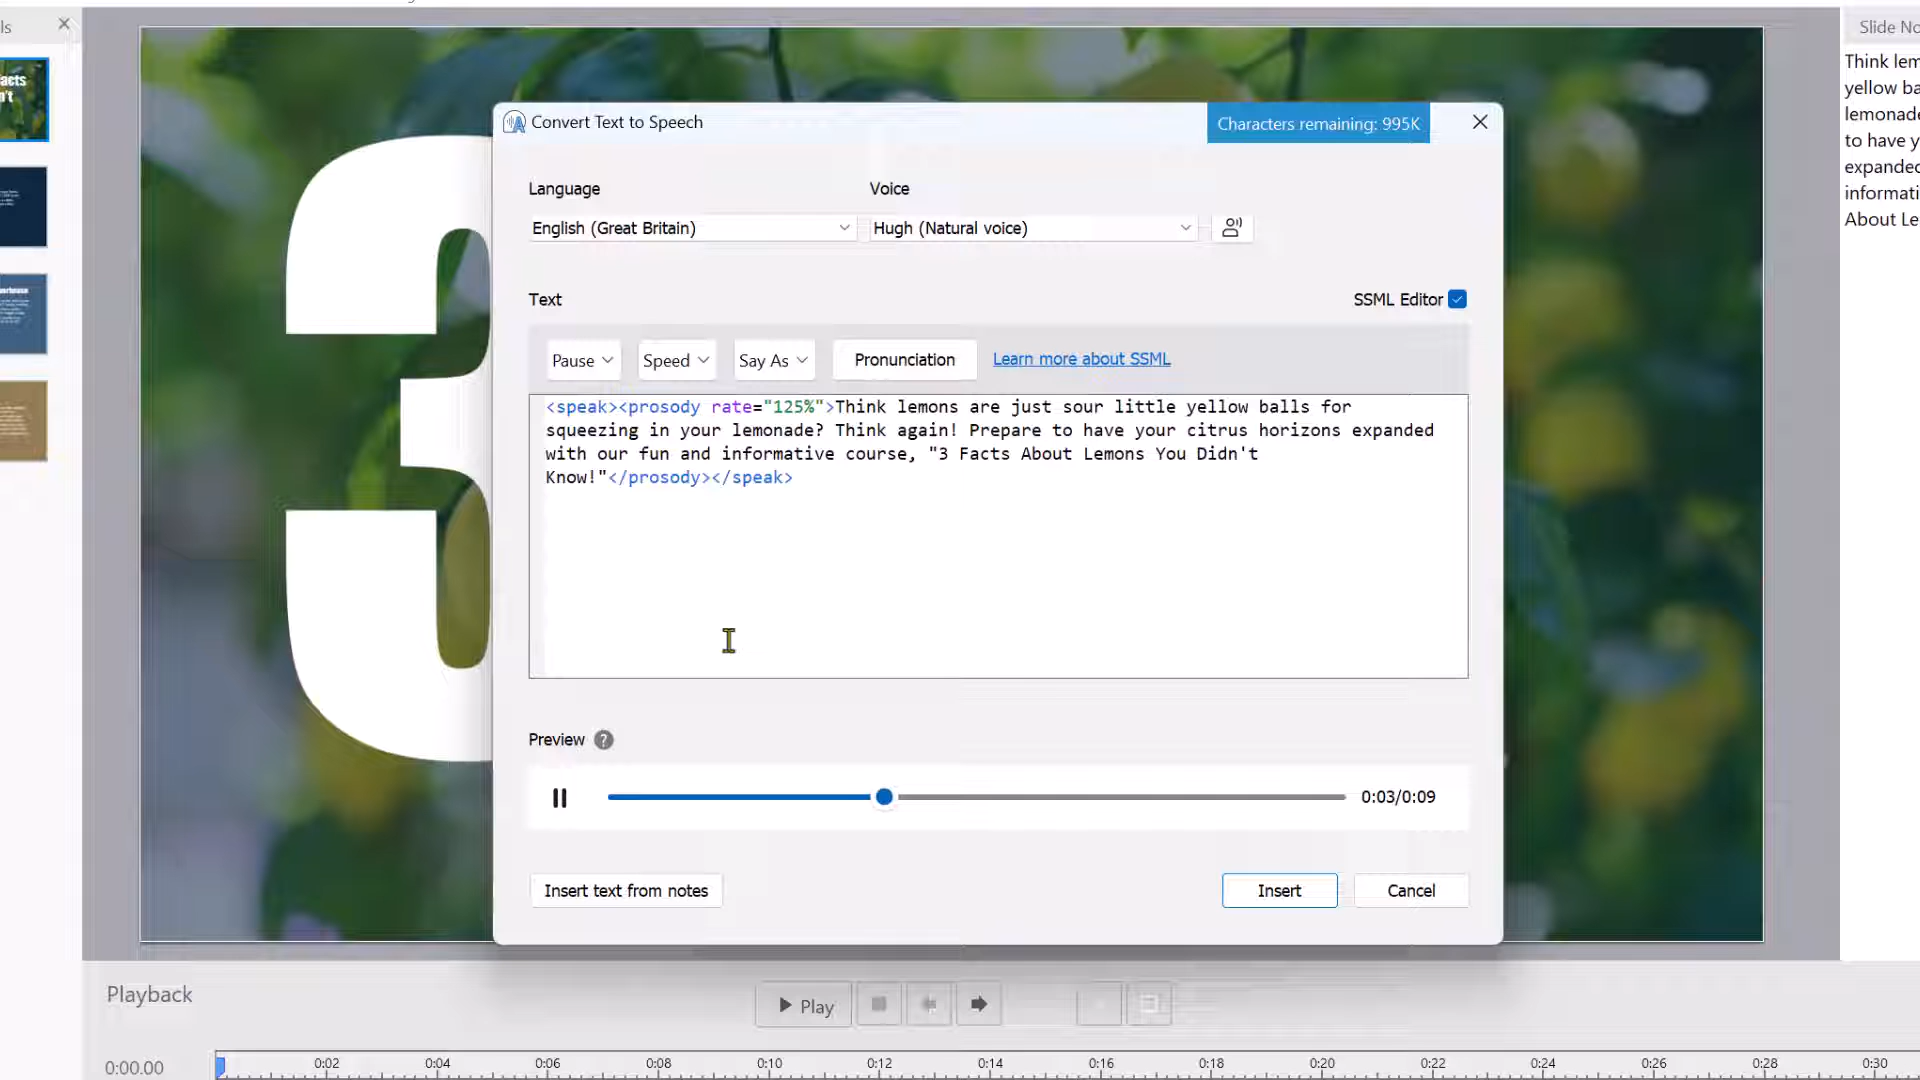 Slide No
Think lem
yellow ba
lemonade
to have y
expanded
informati
About Le
ls
acts
n't
3
Convert Text to Speech
Characters remaining: 995K
Language
Voice
English (Great Britain)
Hugh (Natural voice)
Text
SSML Editor
Pause
Speed
Say As
Pronunciation
Learn more about SSML
<speak><prosody rate="125%">Think lemons are just sour little yellow balls for
squeezing in your lemonade? Think again! Prepare to have your citrus horizons expanded
with our fun and informative course, "3 Facts About Lemons You Didn't
Know!"</prosody></speak>
Preview ?
0:03/0:09
Insert text from notes
Insert
Cancel
Playback
Play
0:00.00
0:02 0:04 0:06 0:08 0:10 0:12 0:14 0:16 0:18 0:20 0:22 0:24 0:26 0:28 0:30